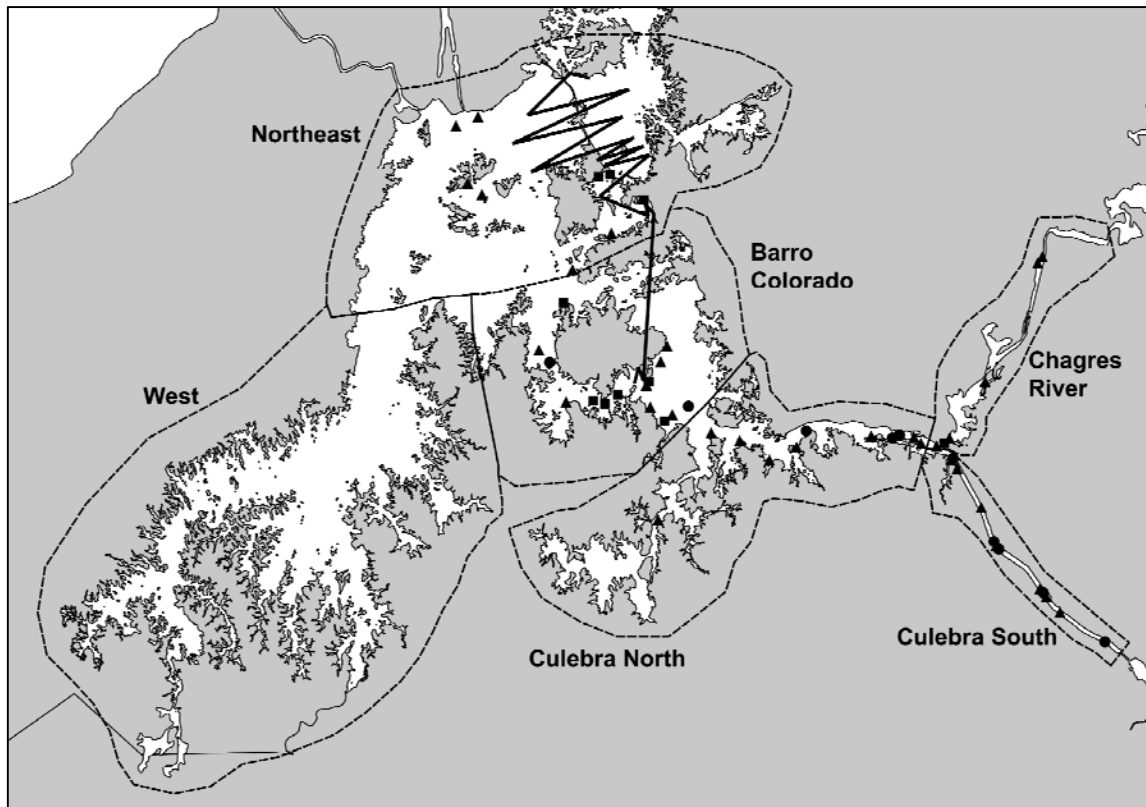 Northeast
Barro
Colorado
Chagres
River
West
Culebra South
Culebra North